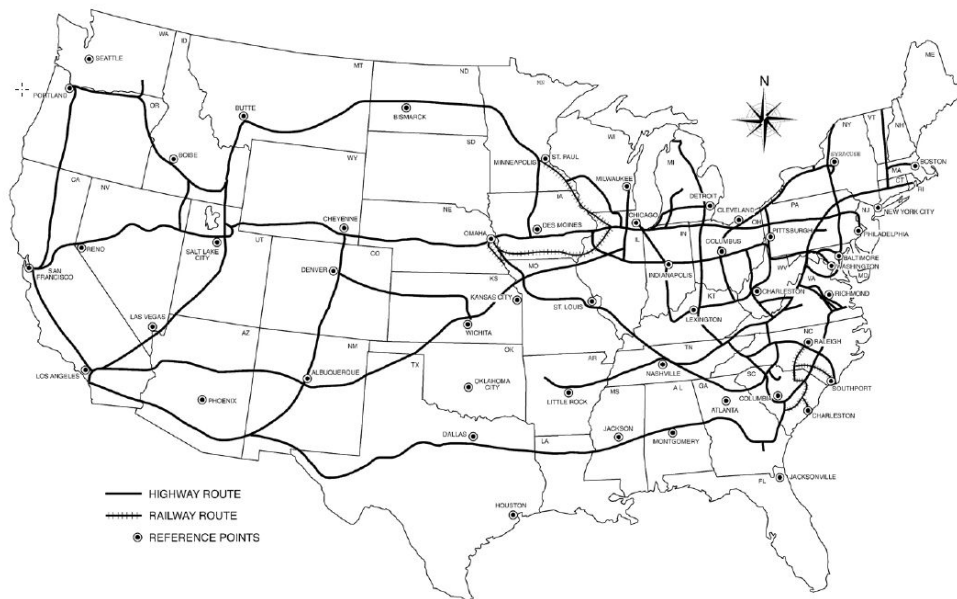 WA
ID
ME
SEATTLE
MT
ND
N
PORTLAND
OR
BUTTE
BISMARCK
WI
NY
VT
NH
BOISE
WY
SD
MINNEAPOLIS
ST. PAUL
MI
SYRACUSE
BOSTON
MA
CA
NV
IA
MILWAUKEE
DETROIT
CT
RI
NE
PA
CHEYENNE
CHICAGO
CLEVELAND
OH
NJ
NEW YORK CITY
RENO
SALT LAKE
CITY
UT
OMAHA
DES MOINES
IL
IN
COLUMBUS
PITTSBURGH
PHILADELPHIA
SAN
FRANCISCO
CO
DENVER
MO
KS
INDIANAPOLIS
WV
BALTIMORE
WASHINGTON
MD
VA
KANSAS CITY
ST. LOUIS
KT
CHARLESTON
RICHMOND
LAS VEGAS
WICHITA
LEXINGTON
AZ
NM
OK
TN
NC
RALEIGH
LOS ANGELES
ALBUQUERQUE
TX
AR
NASHVILLE
SC
SOUTHPORT
PHOENIX
OKLAHOMA
CITY
LITTLE ROCK
MS
AL
GA
ATLANTA
COLUMBIA
CHARLESTON
DALLAS
LA
JACKSON
MONTGOMERY
FL
JACKSONVILLE
HOUSTON
HIGHWAY ROUTE
RAILWAY ROUTE
REFERENCE POINTS